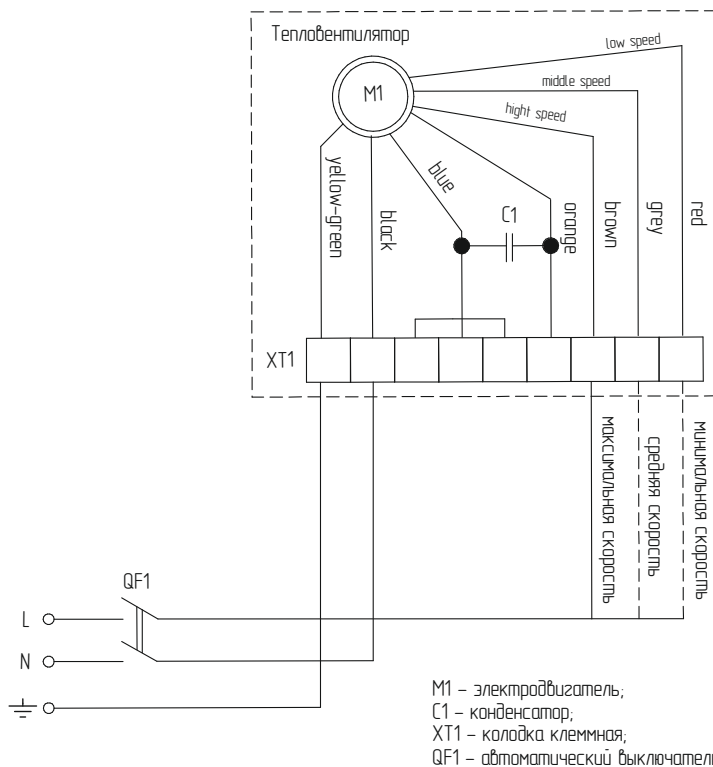 Тепловентилятор
low speed
middle speed
hight speed
M1
yellow-green
black
blue
C1
orange
brown
grey
red
XT1
максимальная скорость
средняя скорость
минимальная скорость
QF1
L
N
M1 – электродвигатель;
C1 – конденсатор;
XT1 – колодка клеммная;
QF1 – автоматический выключатель